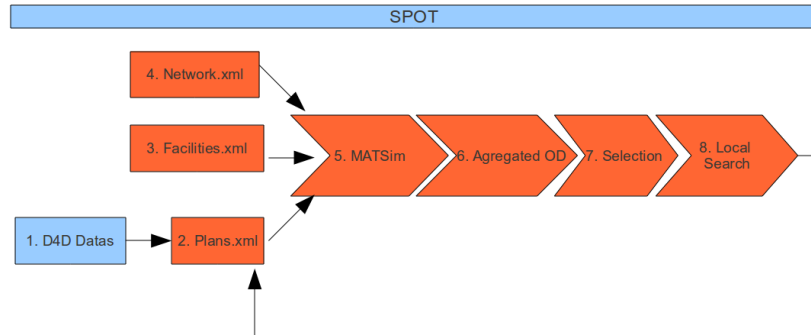 SPOT
4. Network.xml
3. Facilities.xml
5. MATSim
6. Agregated OD
7. Selection
8. Local
Search
1. D4D Datas
2. Plans.xml